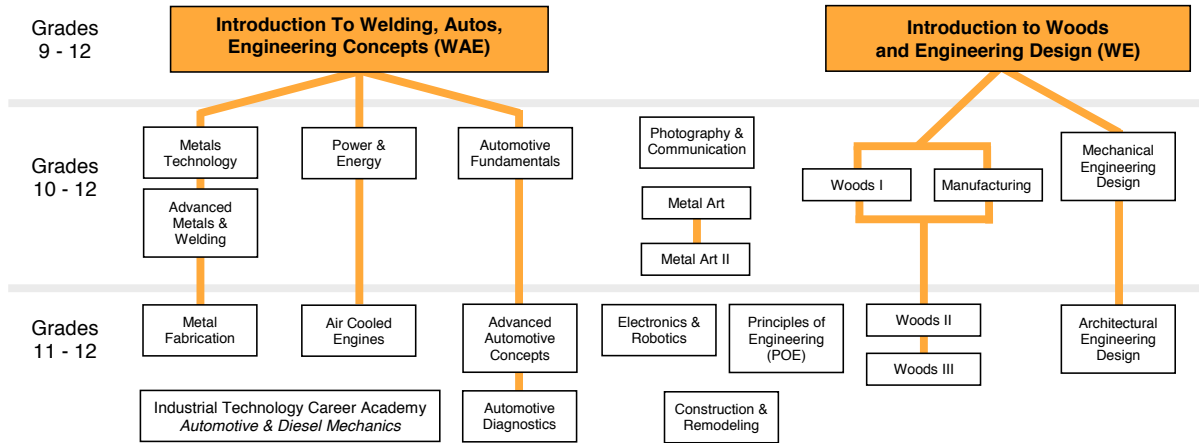 Grades
9 - 12
Introduction To Welding, Autos,
Engineering Concepts (WAE)
Introduction to Woods
and Engineering Design (WE)
Grades
10 - 12
Metals
Technology
Power &
Energy
Automotive
Fundamentals
Photography &
Communication
Mechanical
Engineering
Design
Woods I
Manufacturing
Advanced
Metals &
Welding
Metal Art
Metal Art II
Grades
11 - 12
Metal
Fabrication
Air Cooled
Engines
Advanced
Automotive
Concepts
Electronics &
Robotics
Principles of
Engineering
(POE)
Woods II
Woods III
Architectural
Engineering
Design
Industrial Technology Career Academy
Automotive & Diesel Mechanics
Automotive
Diagnostics
Construction &
Remodeling